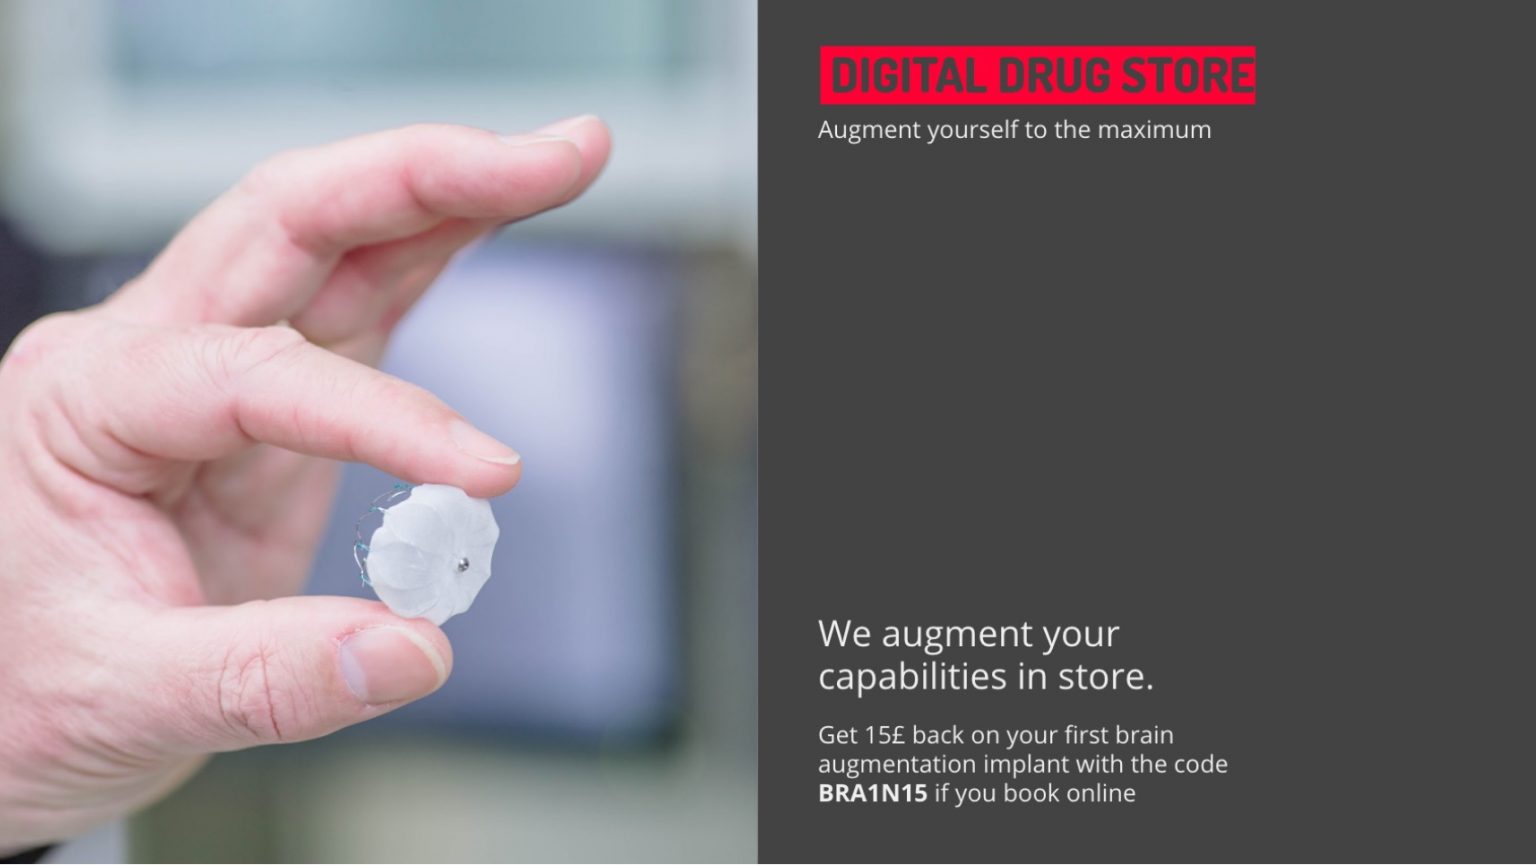 DIGITAL DRUG STORE
Augment yourself to the maximum
We augment your
capabilities in store.
Get 15£ back on your first brain
augmentation implant with the code
BRA1N15 if you book online